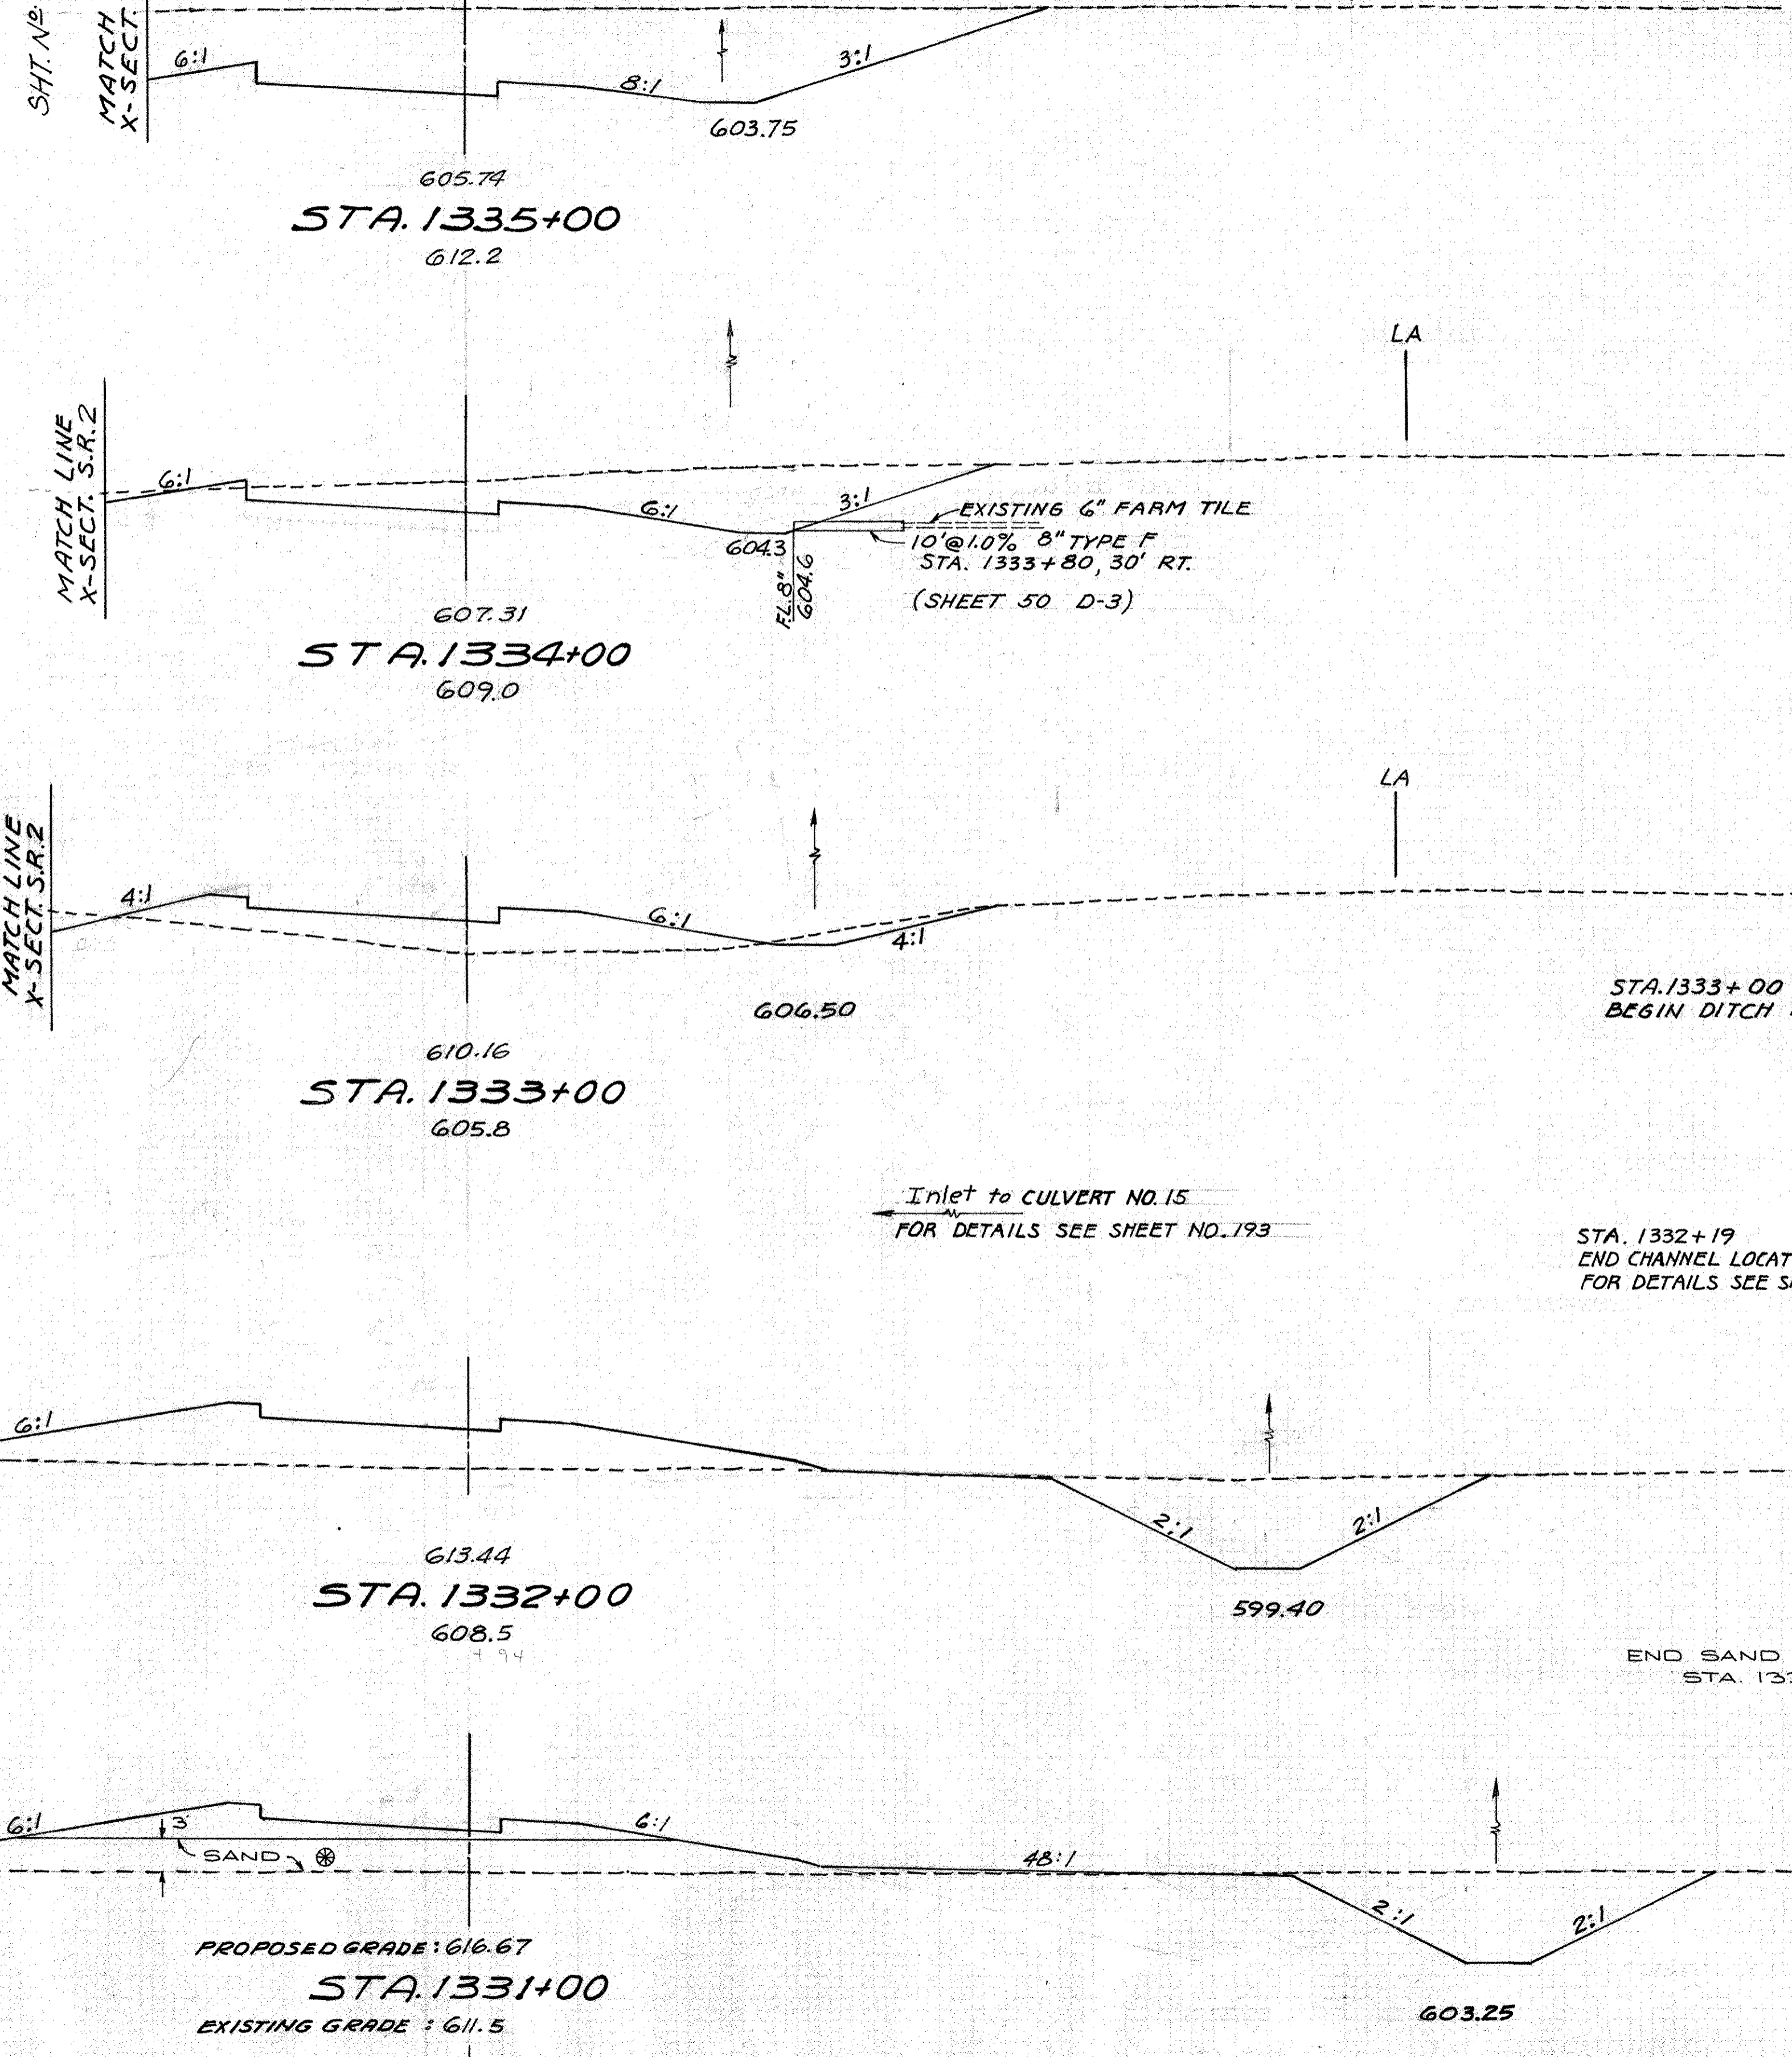 SHT. NO.
MATCH
X-SECT.
6:1
8:1
3:1
603.75
605.74
STA. 1335+00
612.2
LA
MATCH LINE
X-SECT. S.R.2
6:1
6:1
3:1
EXISTING 6" FARM TILE
10'@1.0% 8" TYPE F
STA. 1333+80, 30' RT.
(SHEET 50 D-3)
604.3
F.L.8"
604.6
607.31
STA. 1334+00
609.0
LA
MATCH LINE
X-SECT. S.R.2
4:1
6:1
4:1
606.50
STA. 1333+00
BEGIN DITCH
610.16
STA. 1333+00
605.8
Inlet to CULVERT NO. 15
FOR DETAILS SEE SHEET NO. 193
STA. 1332+19
END CHANNEL LOCAT
FOR DETAILS SEE S
6:1
2:1
2:1
613.44
STA. 1332+00
608.5
4 94
599.40
END SAND
STA. 133
6:1
3'
SAND
6:1
48:1
2:1
2:1
PROPOSED GRADE: 616.67
STA. 1331+00
EXISTING GRADE : 611.5
603.25